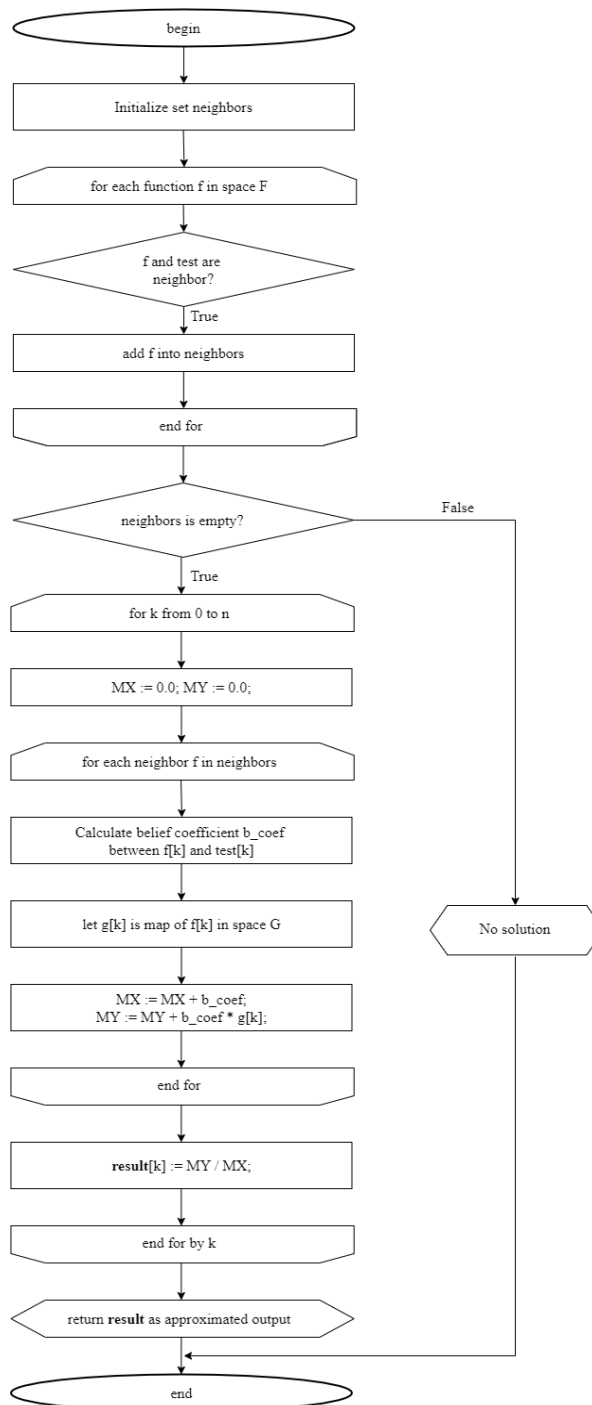 begin
Initialize set neighbors
for each function f in space F
f and test are
neighbor?
True
add f into neighbors
end for
neighbors is empty?
False
True
for k from 0 to n
MX := 0.0; MY := 0.0;
for each neighbor f in neighbors
Calculate belief coefficient b_coef
between f[k] and test[k]
let g[k] is map of f[k] in space G
No solution
MX := MX + b_coef;
MY := MY + b_coef * g[k];
end for
result[k] := MY / MX;
end for by k
return result as approximated output
end